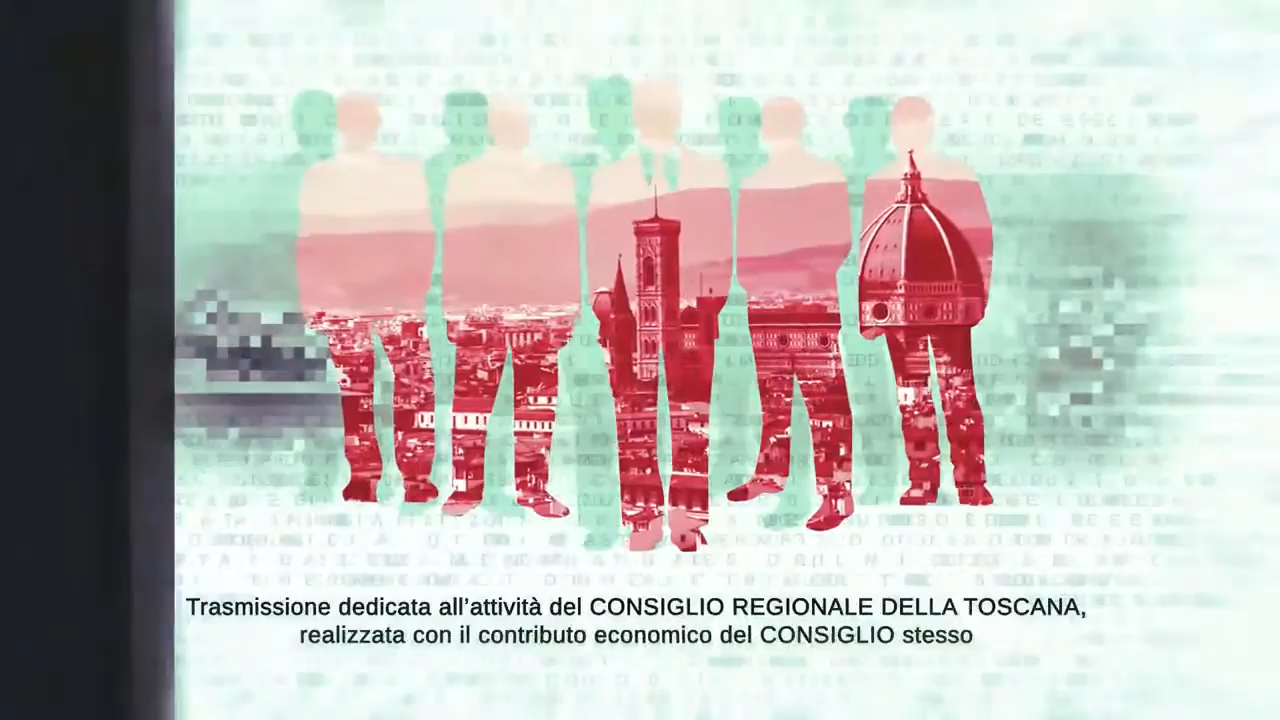 Trasmissione dedicata all’attività del CONSIGLIO REGIONALE DELLA TOSCANA,
realizzata con il contributo economico del CONSIGLIO stesso